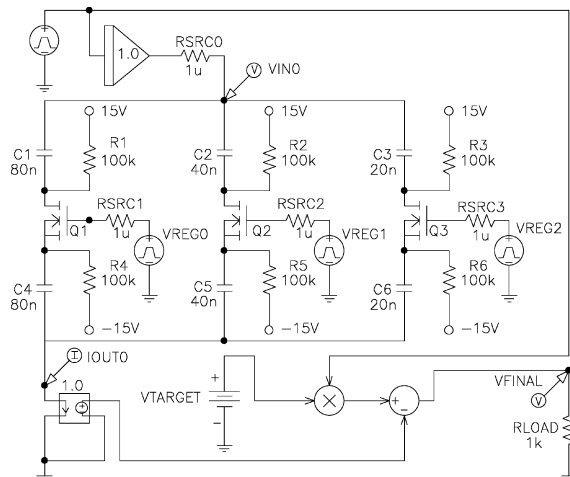 1.0
RSRC0
1u
V VIN0
15V
15V
15V
C1
80n
R1
100k
C2
40n
R2
100k
C3
20n
R3
100k
RSRC1
1u
RSRC2
1u
RSRC3
1u
Q1
VREG0
Q2
VREG1
Q3
VREG2
C4
80n
R4
100k
C5
40n
R5
100k
C6
20n
R6
100k
−15V
−15V
−15V
I IOUT0
1.0
VTARGET
+
−
+
−
VFINAL
V
RLOAD
1k